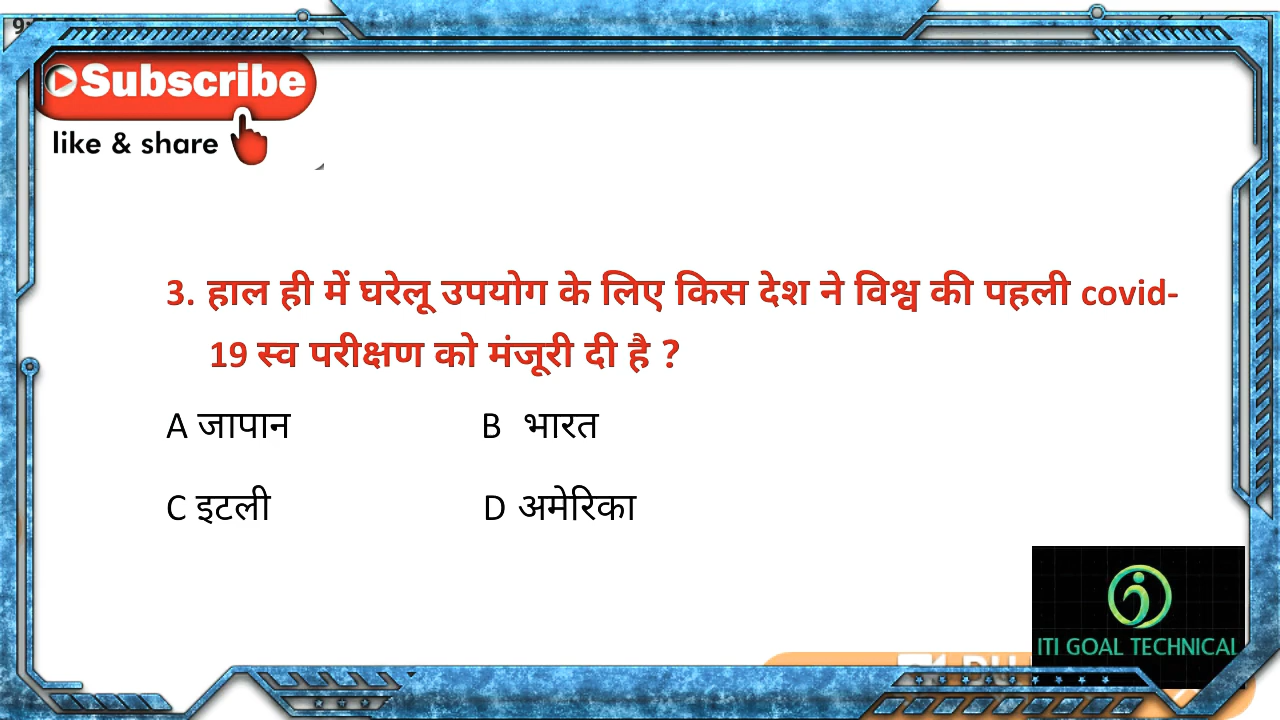 Subscribe
like & share
3. हाल ही में घरेलू उपयोग के लिए किस देश ने विश्व की पहली covid-
19 स्व परीक्षण को मंजूरी दी है ?
A जापान B भारत
C इटली D अमेरिका
ITI GOAL TECHNICAL